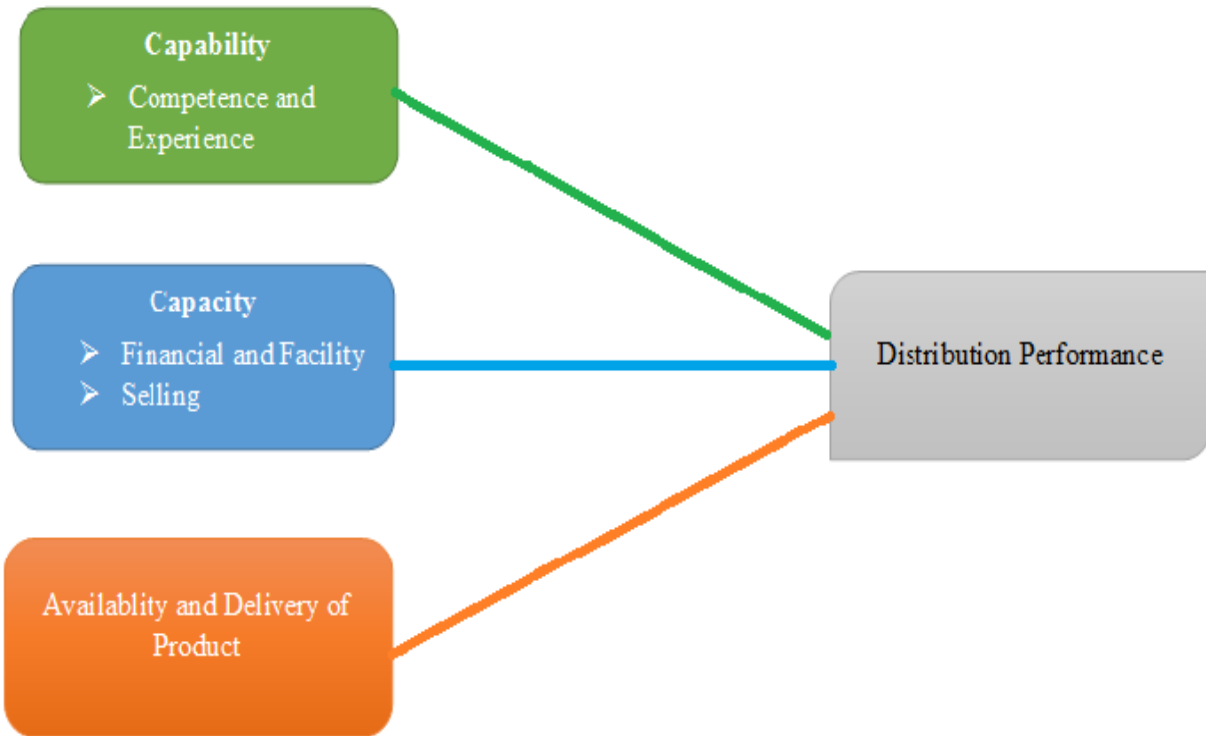 Capability
➢ Competence and
Experience
Capacity
➢ Financial and Facility
➢ Selling
Distribution Performance
Availablity and Delivery of
Product